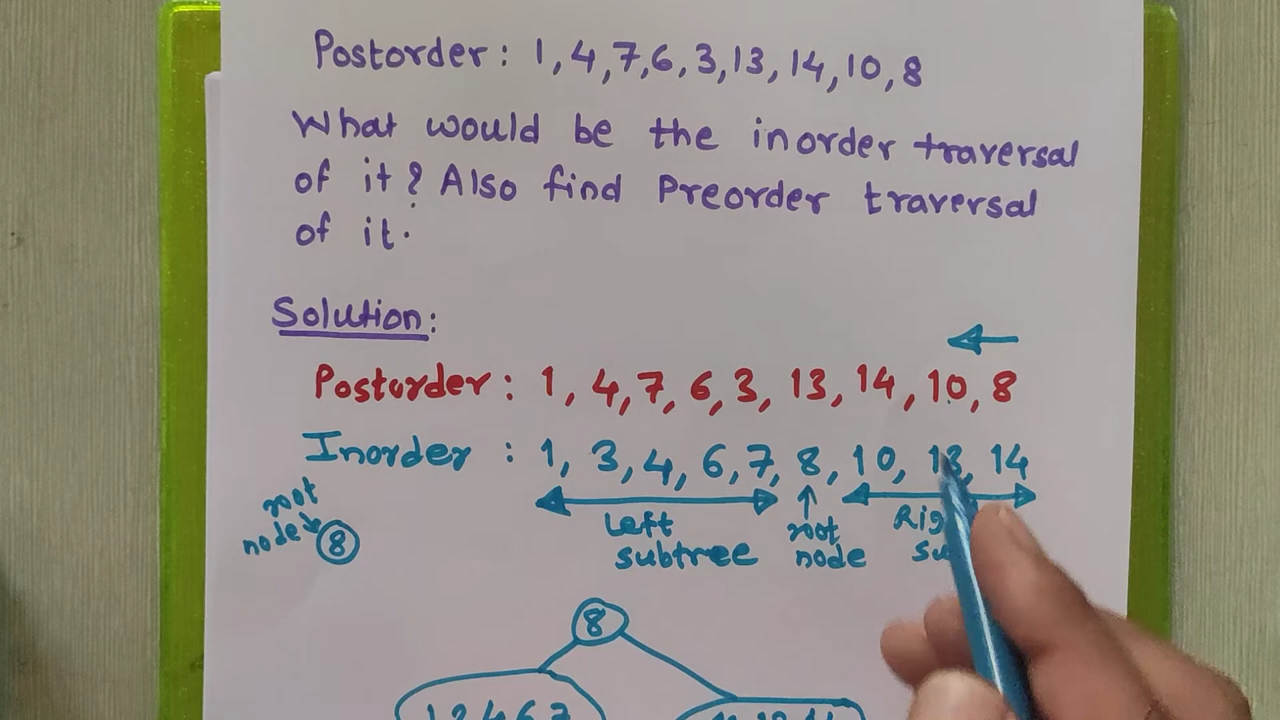 Postorder: 1, 4, 7, 6, 3, 13, 14, 10, 8
What would be the inorder traversal
of it? Also find Preorder traversal
of it.
Solution:
Postorder: 1, 4, 7, 6, 3, 13, 14, 10, 8
Inorder: 1, 3, 4, 6, 7, 8, 10, 13, 14
root
node
8
Left
subtree
root
node
8